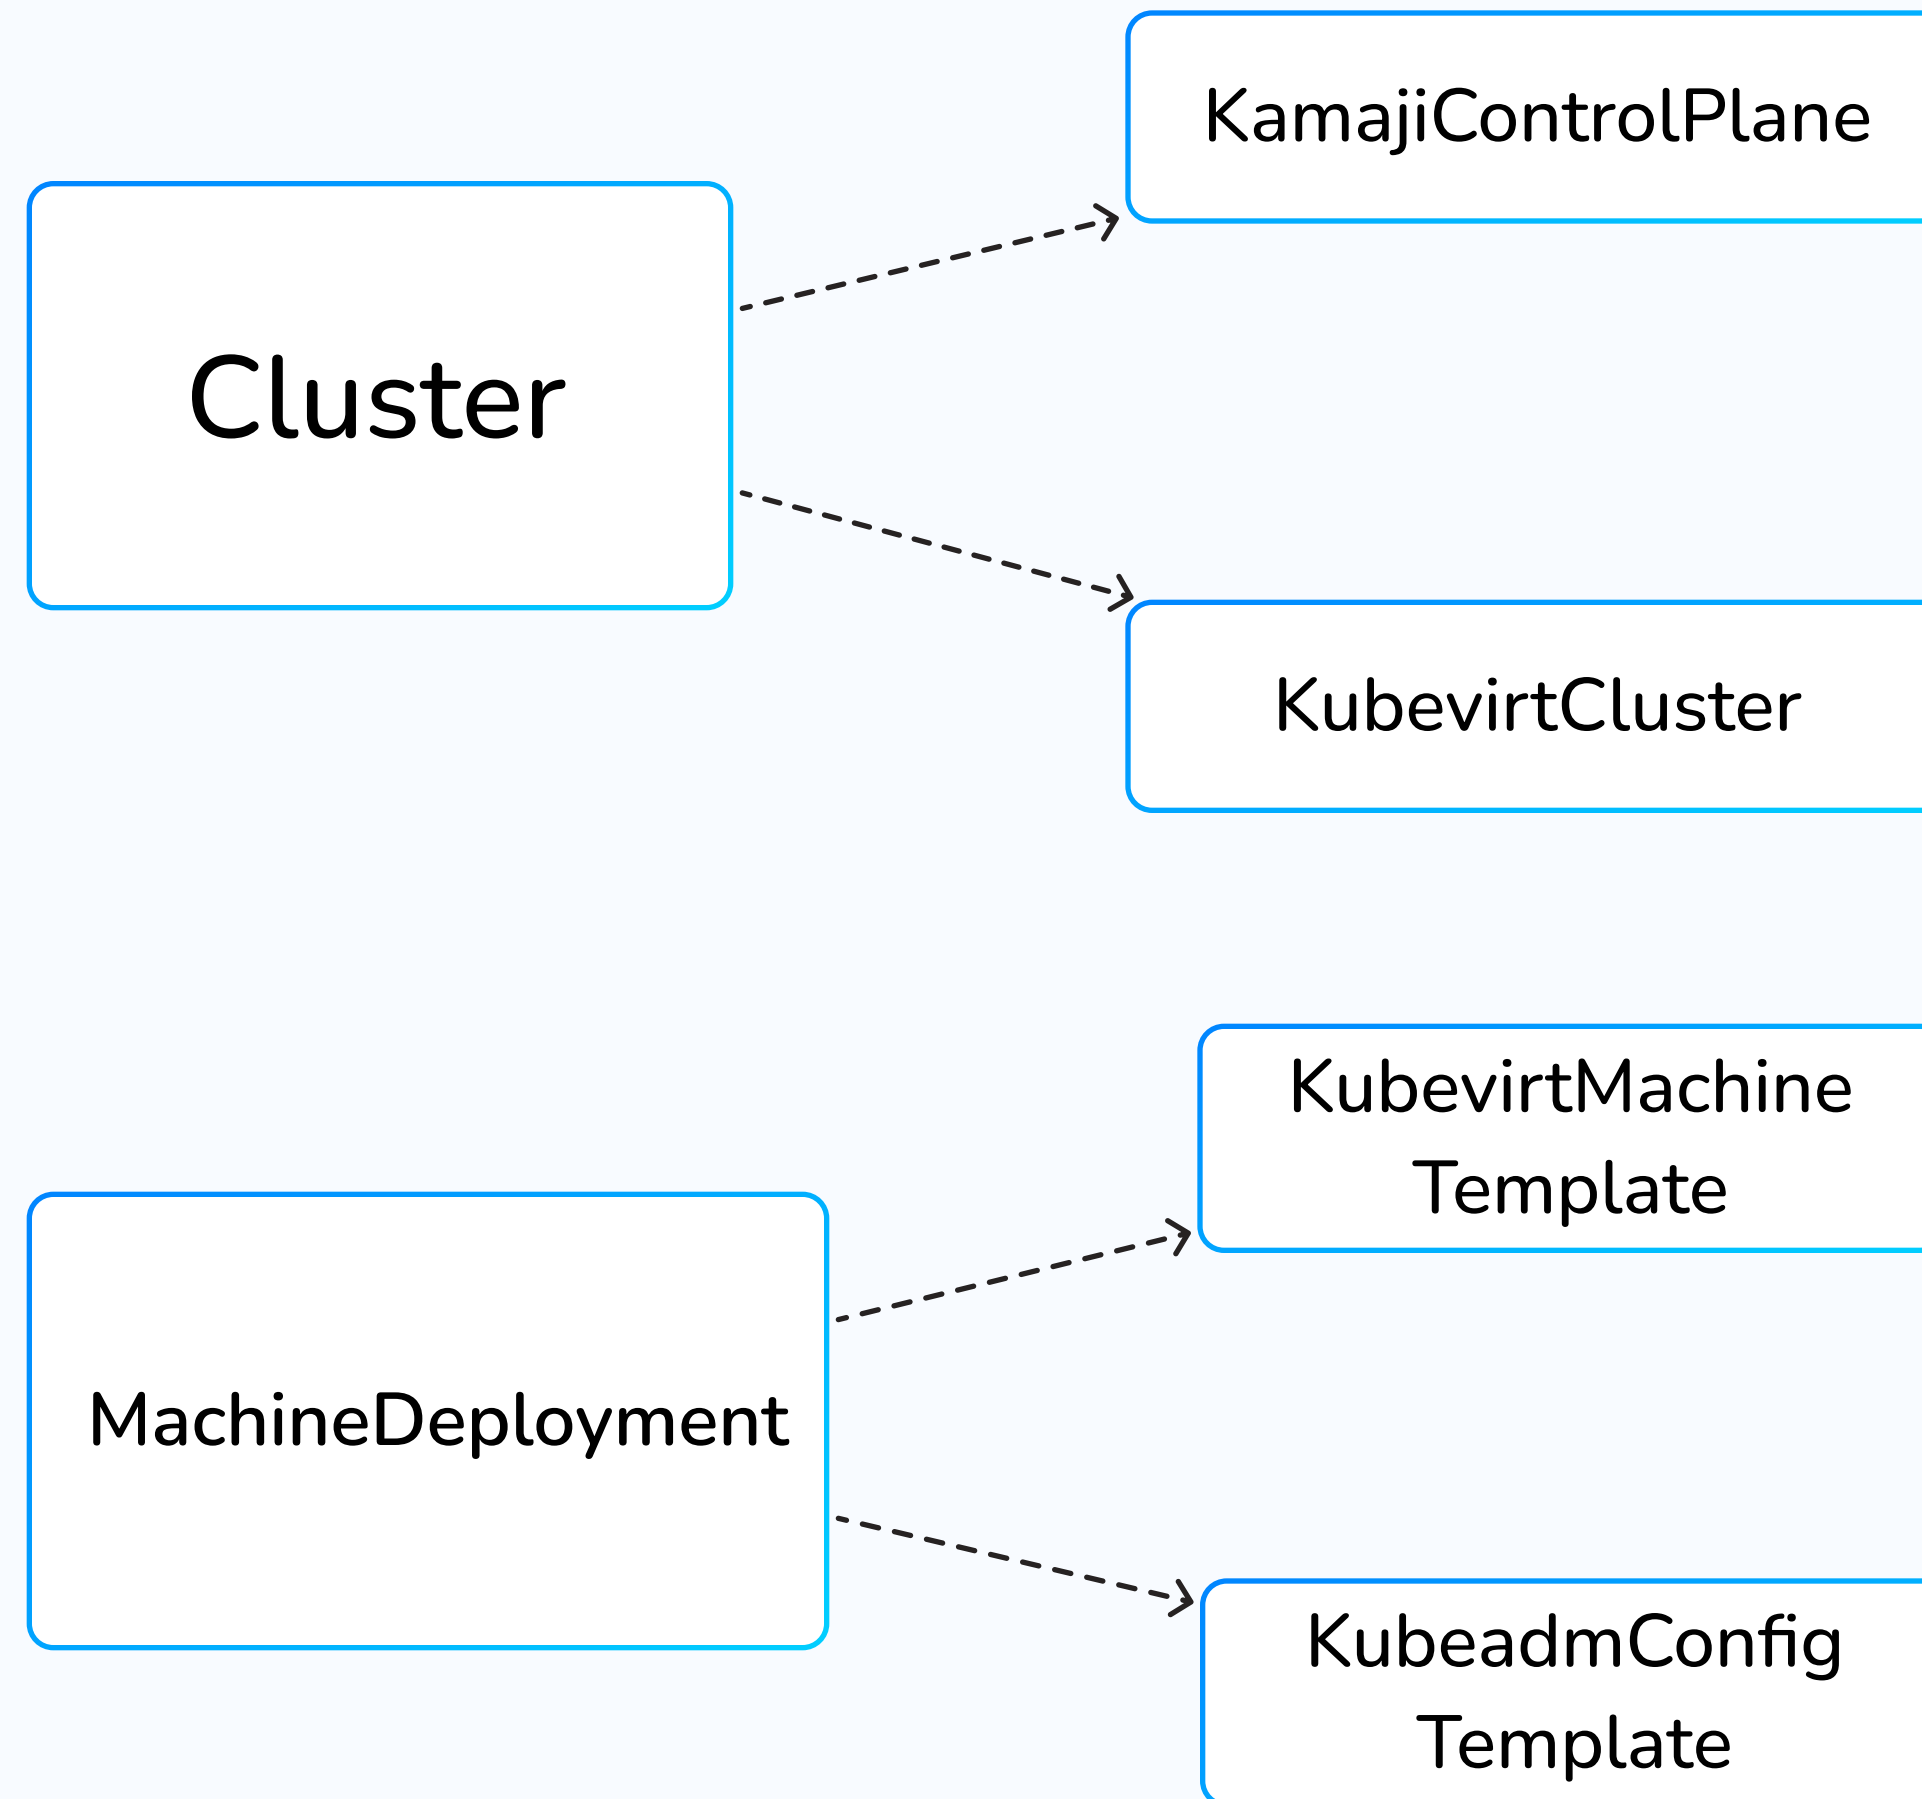 KamajiControlPlane
Cluster
KubevirtCluster
KubevirtMachine
Template
MachineDeployment
KubeadmConfig
Template